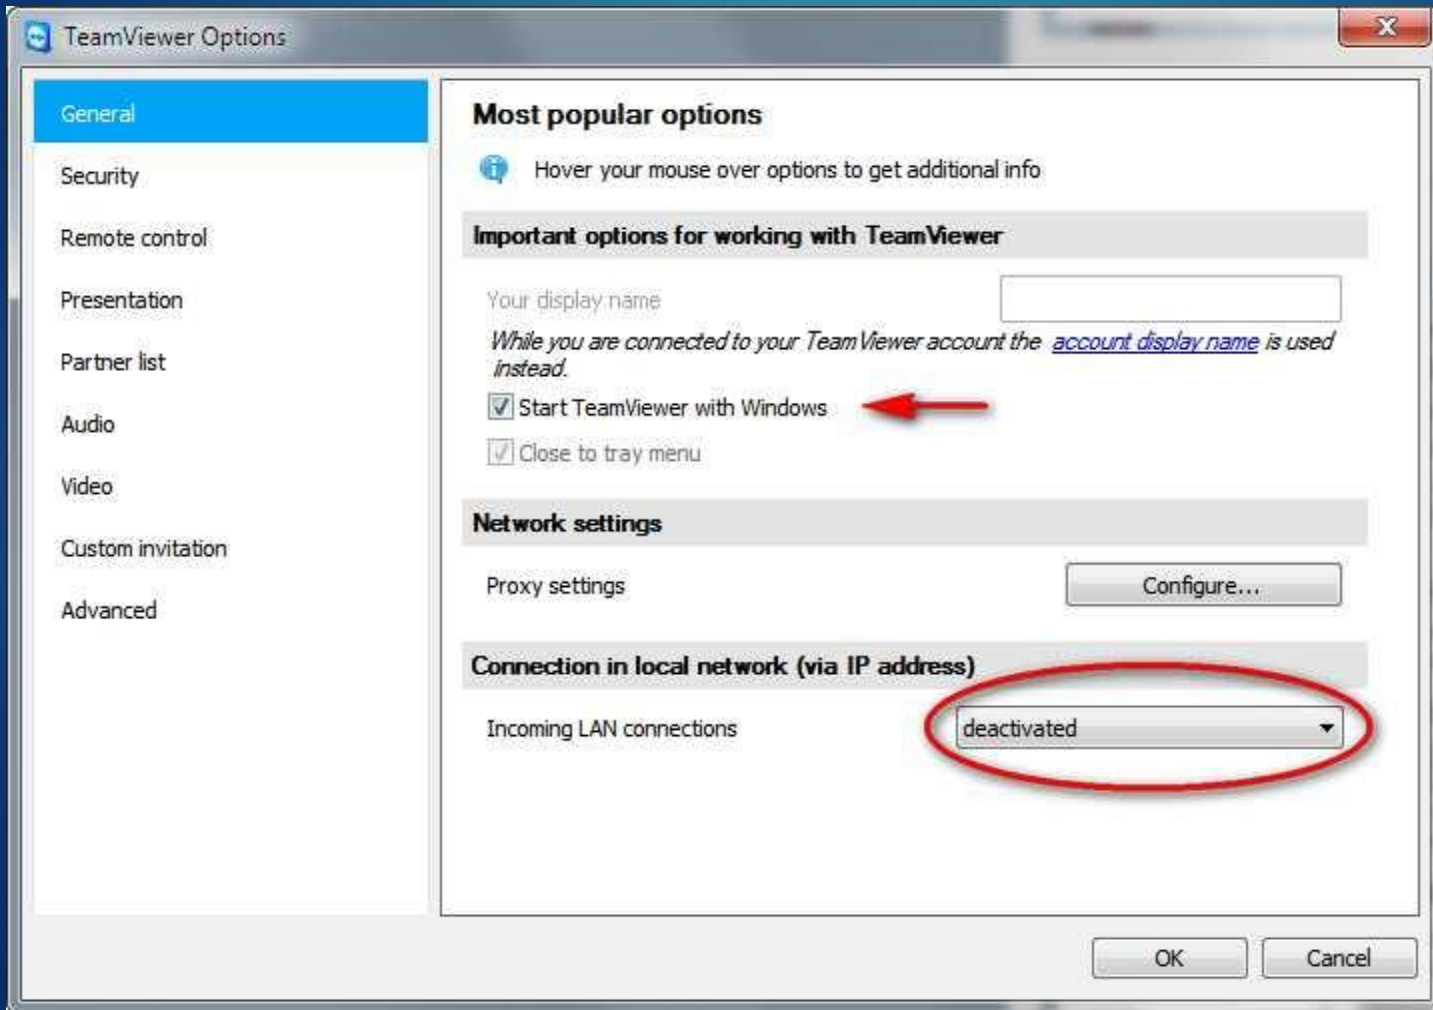 TeamViewer Options
General
Security
Remote control
Presentation
Partner list
Audio
Video
Custom invitation
Advanced
Most popular options
Hover your mouse over options to get additional info
Important options for working with TeamViewer
Your display name
While you are connected to your TeamViewer account the account display name is used
instead.
Start TeamViewer with Windows
Close to tray menu
Network settings
Proxy settings
Configure...
Connection in local network (via IP address)
Incoming LAN connections
deactivated
OK
Cancel